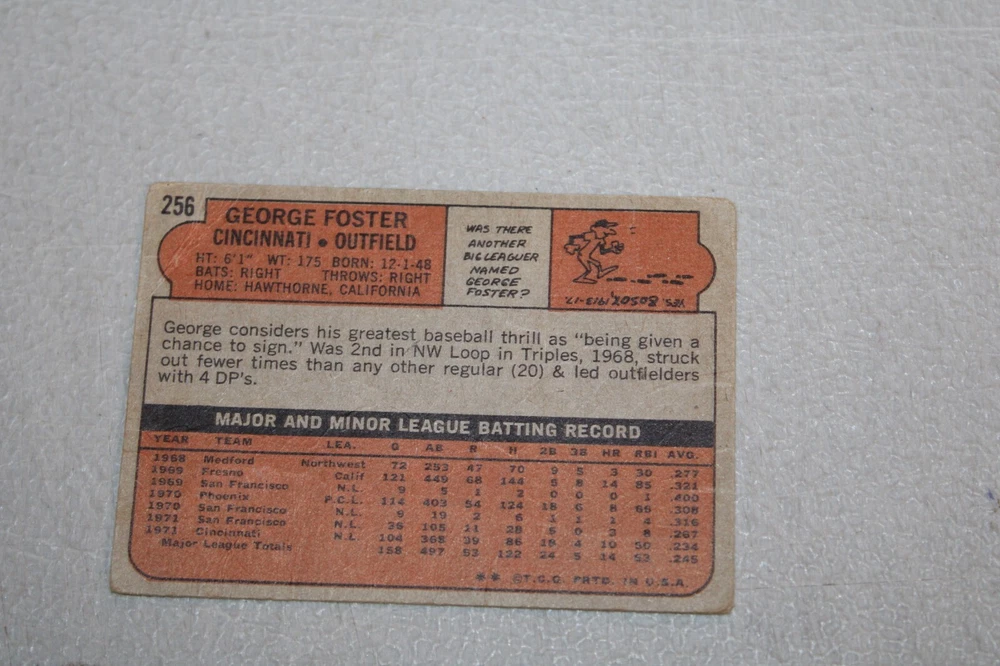 256
GEORGE FOSTER
CINCINNATI • OUTFIELD
HT: 6'1" WT: 175 BORN: 12-1-48
BATS: RIGHT THROWS: RIGHT
HOME: HAWTHORNE, CALIFORNIA
WAS THERE
ANOTHER
BIG LEAGUER
NAMED
GEORGE
FOSTER?
YES. BOSOX, 1913-17.
George considers his greatest baseball thrill as "being given a
chance to sign." Was 2nd in NW Loop in Triples, 1968, struck
out fewer times than any other regular (20) & led outfielders
with 4 DP's.
MAJOR AND MINOR LEAGUE BATTING RECORD
YEAR TEAM LEA. G AB R H 2B 3B HR RBI AVG.
1968 Medford Northwest 72 253 47 70 9 5 3 30 .277
1969 Fresno Calif 121 449 68 144 6 8 14 85 .321
1969 San Francisco N.L. 9 5 1 2 0 0 0 1 .400
1970 Phoenix P.C.L. 114 403 54 124 18 6 8 66 .308
1970 San Francisco N.L. 9 19 2 6 1 1 1 4 .316
1971 San Francisco N.L. 36 105 11 28 5 0 3 8 .267
1971 Cincinnati N.L. 104 368 39 86 18 4 10 50 .234
Major League Totals 158 497 53 122 24 5 14 63 .245
** ©T.C.G. PRTD. IN U.S.A.